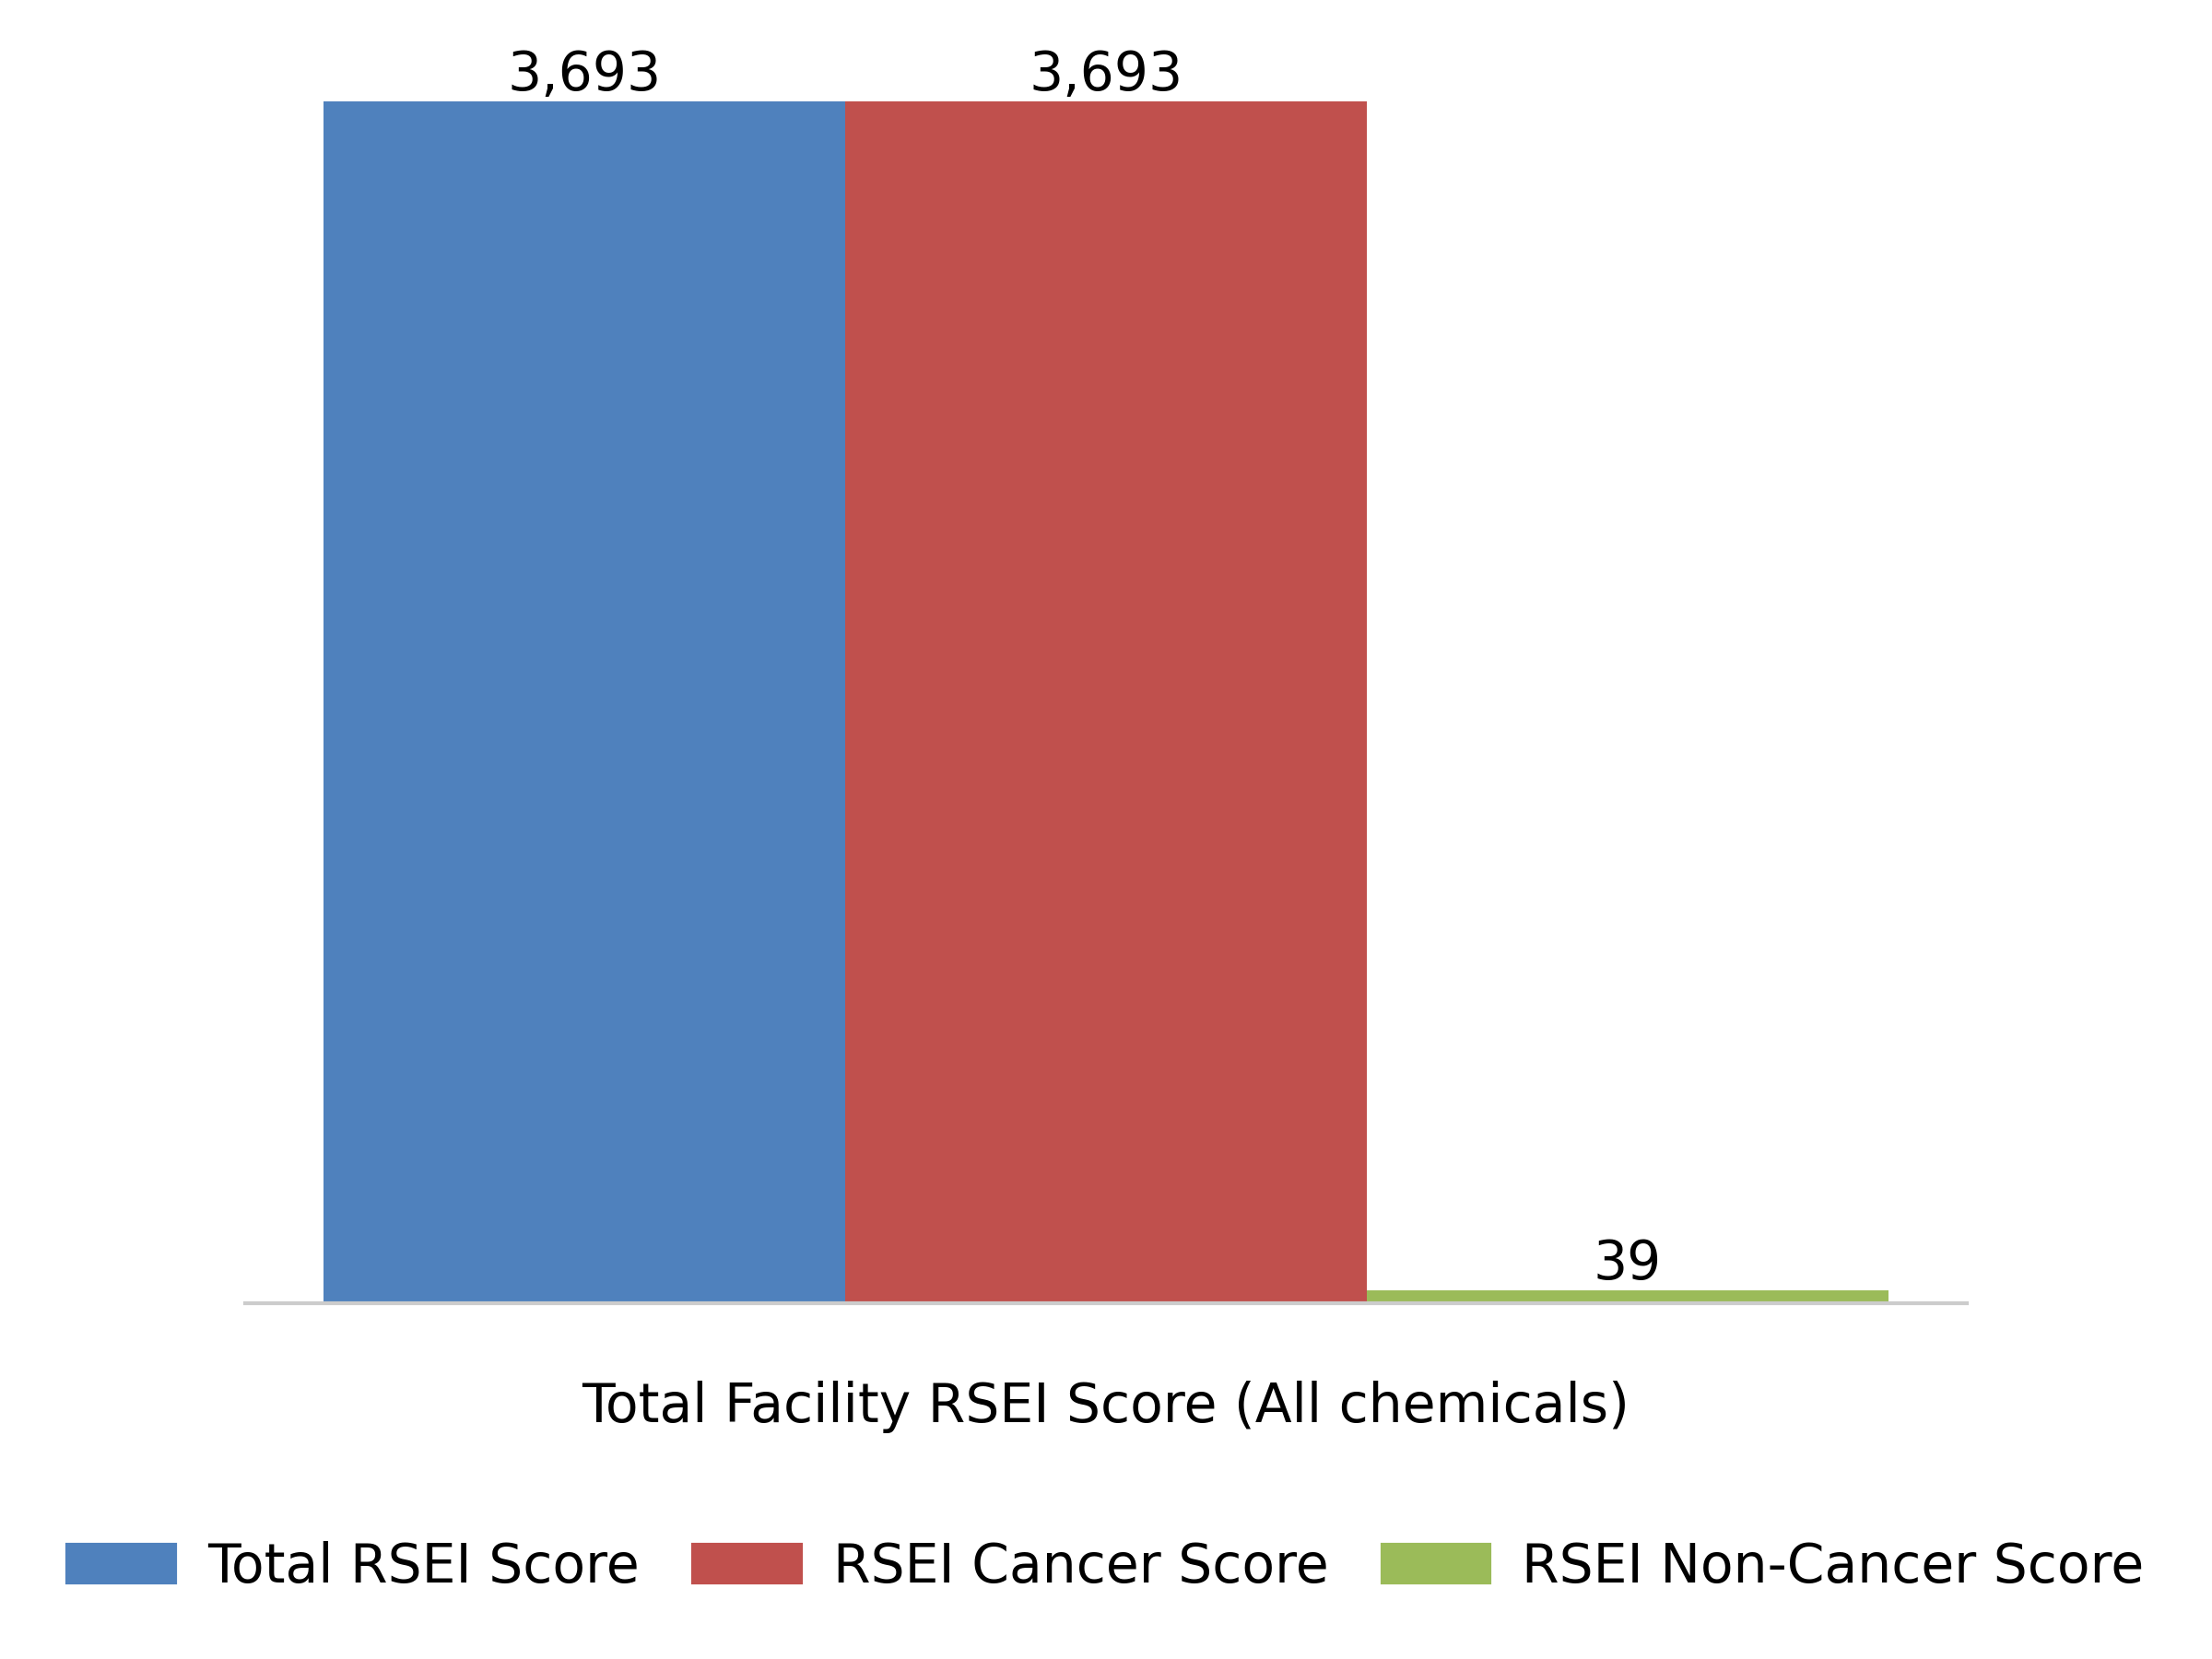 3,693 3,693
39
Total Facility RSEI Score (All chemicals)
Total RSEI Score RSEI Cancer Score RSEI Non-Cancer Score